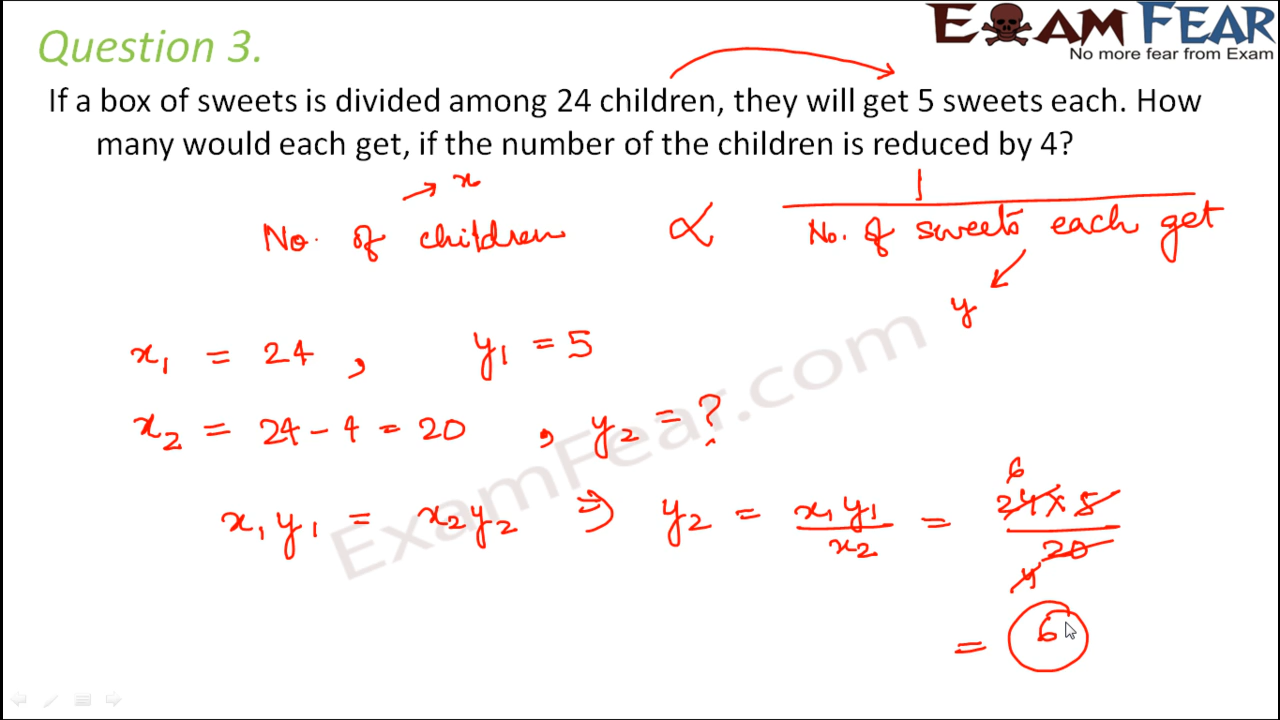 Question 3.
EXAM FEAR
No more fear from Exam
If a box of sweets is divided among 24 children, they will get 5 sweets each. How
many would each get, if the number of the children is reduced by 4?
→ x
No. of children ∝ 1 / No. of sweets each get
y
x₁ = 24 , y₁ = 5
x₂ = 24 - 4 = 20 , y₂ = ?
x₁y₁ = x₂y₂ ⇒ y₂ = x₁y₁ / x₂ = 24 × 5 / 20
6
4
= 6
ExamFear.com